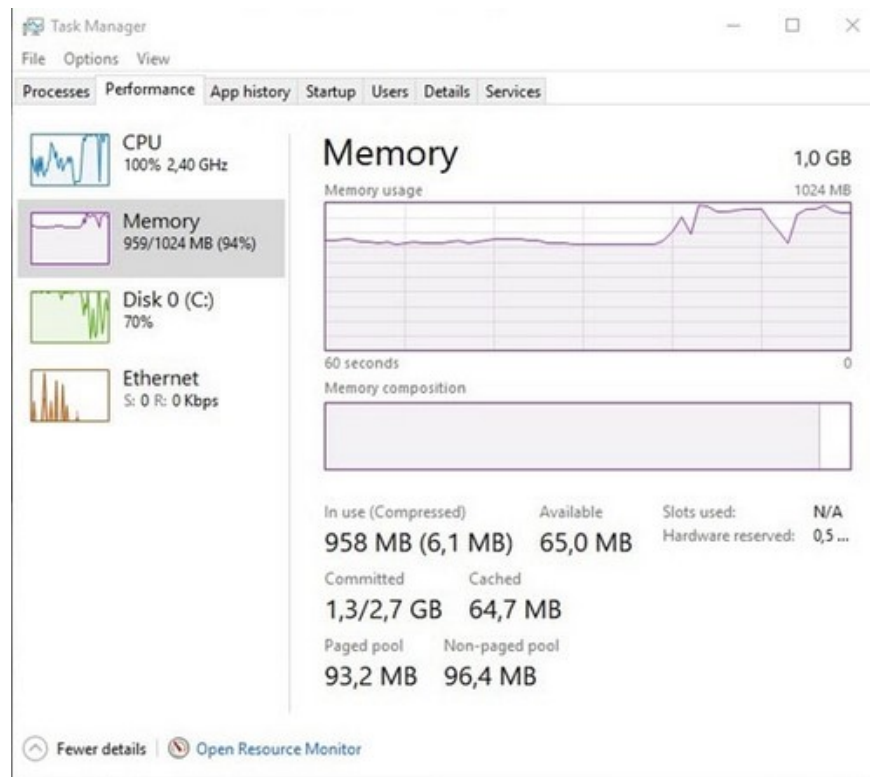 Task Manager
File Options View
Processes Performance App history Startup Users Details Services
CPU
100% 2,40 GHz
Memory
959/1024 MB (94%)
Disk 0 (C:)
70%
Ethernet
S: 0 R: 0 Kbps
Memory 1,0 GB
Memory usage 1024 MB
60 seconds 0
Memory composition
In use (Compressed) Available Slots used: N/A
958 MB (6,1 MB) 65,0 MB Hardware reserved: 0,5 ...
Committed Cached
1,3/2,7 GB 64,7 MB
Paged pool Non-paged pool
93,2 MB 96,4 MB
Fewer details Open Resource Monitor